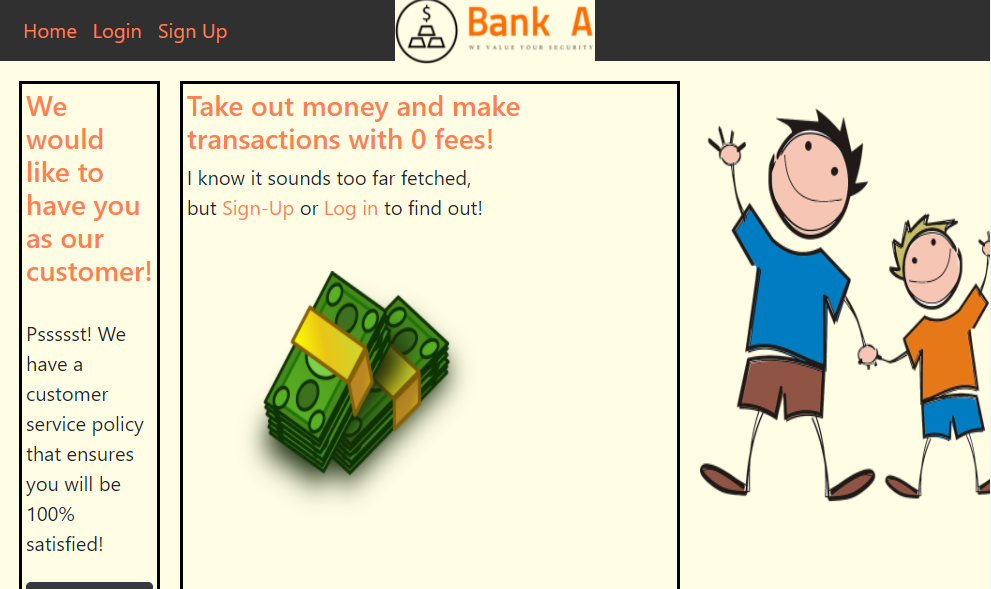 Home Login Sign Up
$
Bank A
WE VALUE YOUR SECURITY
We
would
like to
have you
as our
customer!
Pssssst! We
have a
customer
service policy
that ensures
you will be
100%
satisfied!
Take out money and make
transactions with 0 fees!
I know it sounds too far fetched,
but Sign-Up or Log in to find out!